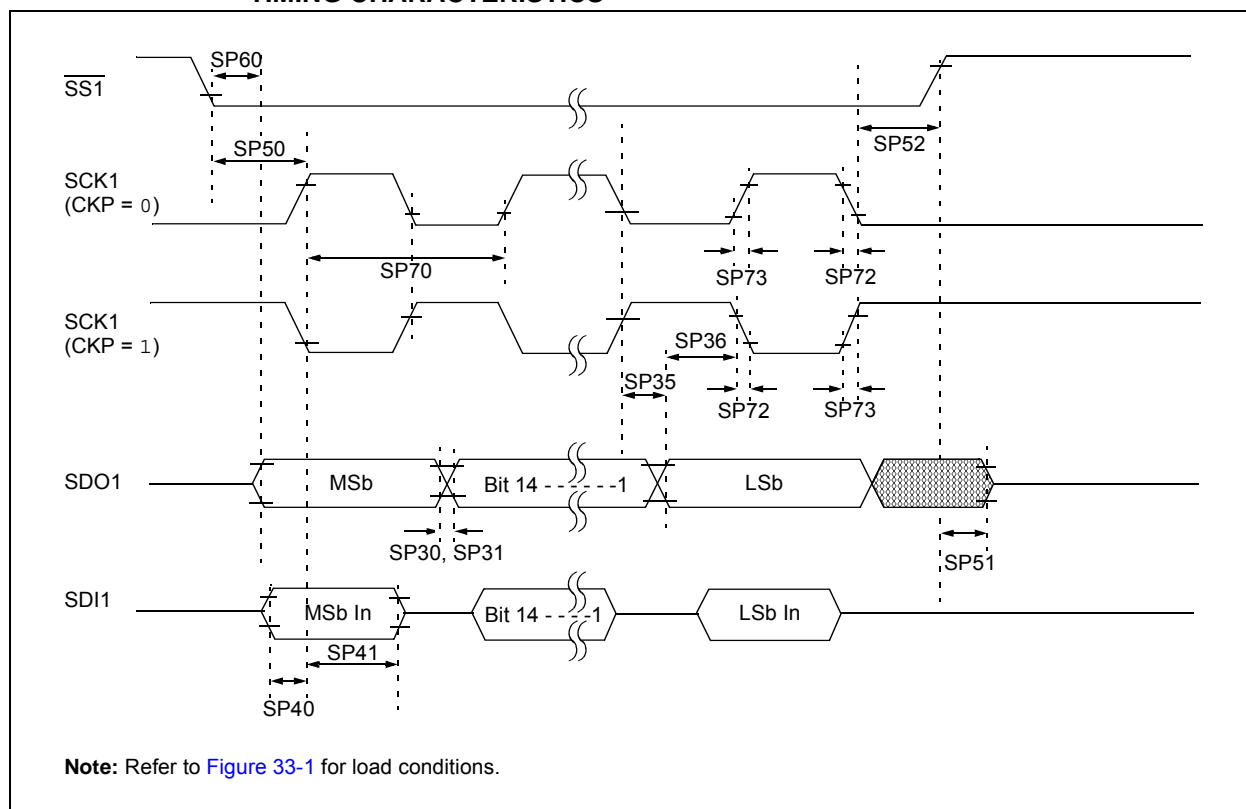 TIMING CHARACTERISTICS
SP60
SS1
SP50
SP52
SCK1
(CKP = 0)
SP70
SP73
SP72
SCK1
(CKP = 1)
SP36
SP35
SP72
SP73
SDO1
MSb
Bit 14 - - - - - -1
LSb
SP30, SP31
SP51
SDI1
MSb In
Bit 14 - - - -1
LSb In
SP41
SP40
Note: Refer to Figure 33-1 for load conditions.